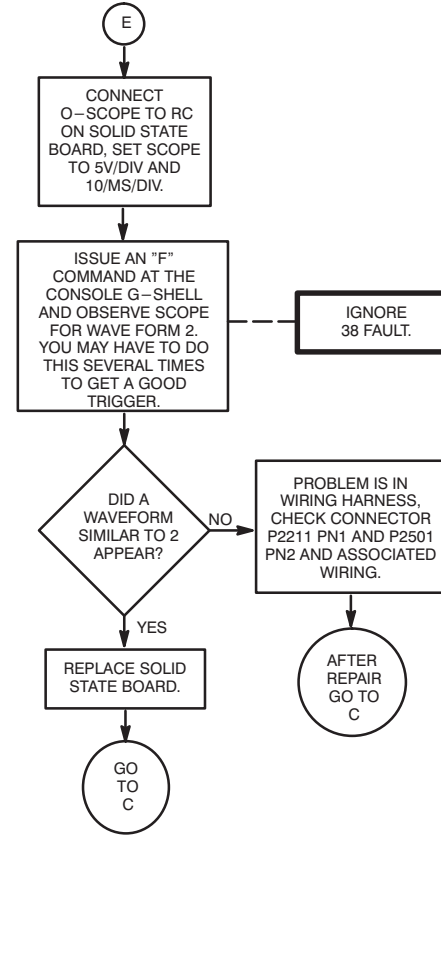 E
CONNECT
O–SCOPE TO RC
ON SOLID STATE
BOARD, SET SCOPE
TO 5V/DIV AND
10/MS/DIV.
ISSUE AN ”F”
COMMAND AT THE
CONSOLE G–SHELL
AND OBSERVE SCOPE
FOR WAVE FORM 2.
YOU MAY HAVE TO DO
THIS SEVERAL TIMES
TO GET A GOOD
TRIGGER.
IGNORE
38 FAULT.
DID A
WAVEFORM
SIMILAR TO 2
APPEAR?
NO
PROBLEM IS IN
WIRING HARNESS,
CHECK CONNECTOR
P2211 PN1 AND P2501
PN2 AND ASSOCIATED
WIRING.
YES
REPLACE SOLID
STATE BOARD.
AFTER
REPAIR
GO TO
C
GO
TO
C